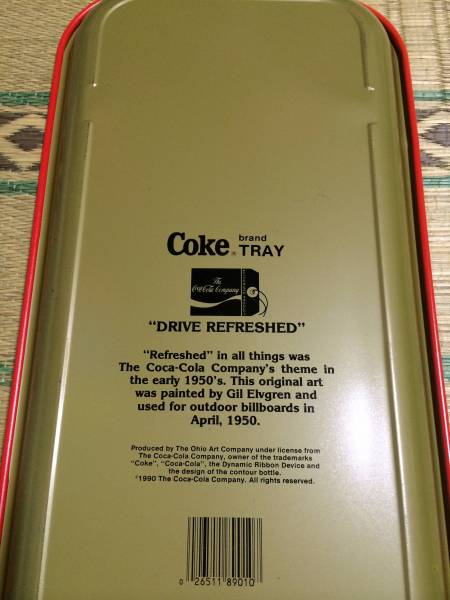 Coke® brand TRAY
The
Coca-Cola Company
"DRIVE REFRESHED"
"Refreshed" in all things was
The Coca-Cola Company's theme in
the early 1950's. This original art
was painted by Gil Elvgren and
used for outdoor billboards in
April, 1950.
Produced by The Ohio Art Company under license from
The Coca-Cola Company, owner of the trademarks
"Coke", "Coca-Cola", the Dynamic Ribbon Device and
the design of the contour bottle.
©1990 The Coca-Cola Company. All rights reserved.
0 26511 89010